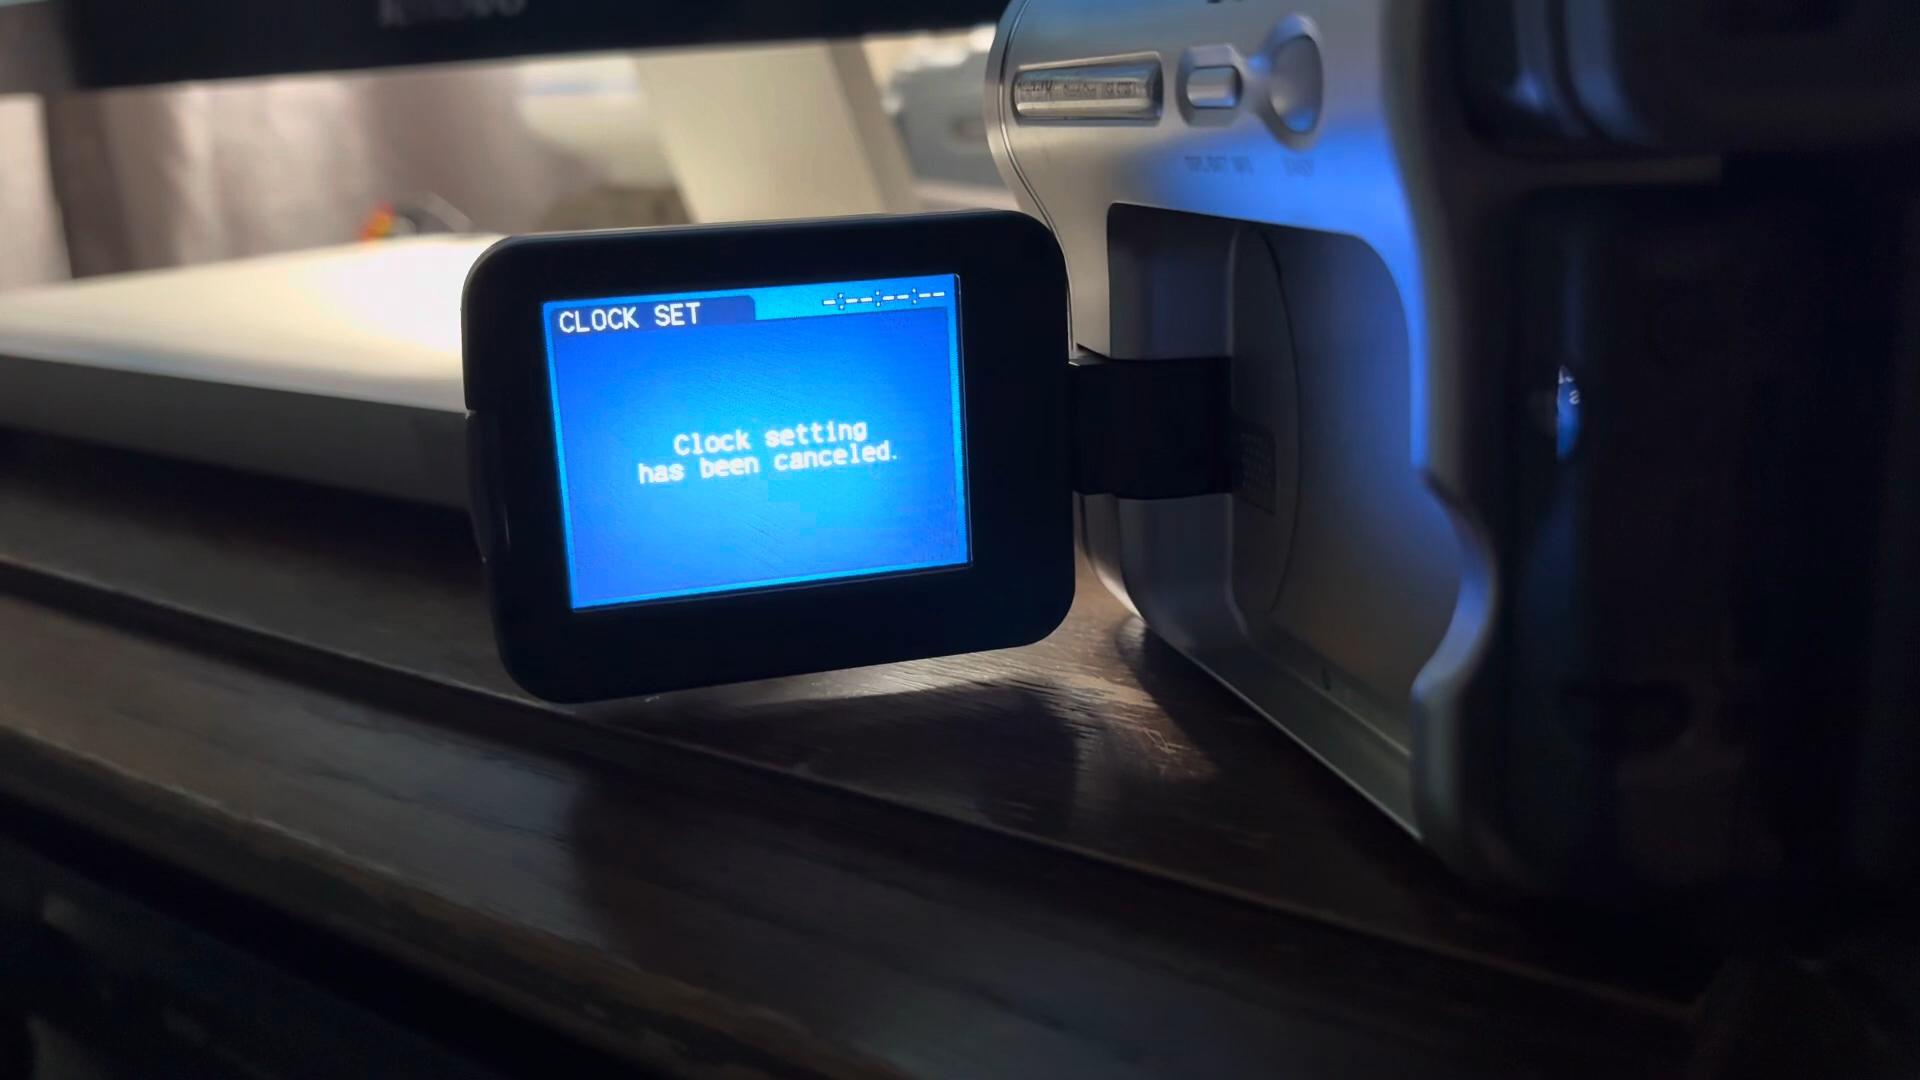 CLOCK SET
-:--:--:--
Clock setting
has been canceled.